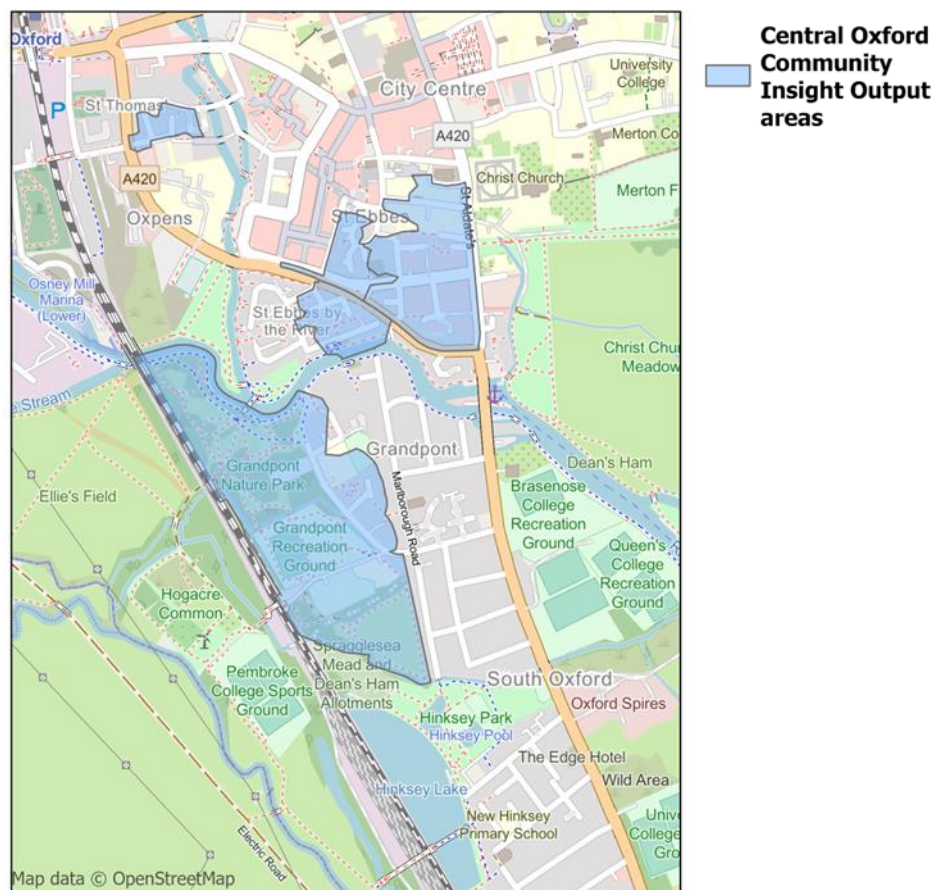 Oxford
P
St Thomas
City Centre
University
College
Merton Co
A420
A420
Christ Church
Merton F
St Aldate's
Oxpens
St Ebbes
Osney Mill
Marina
(Lower)
St Ebbes by
the River
Christ Chu
Meadow
e Stream
Grandpont
Dean's Ham
Grandpont
Nature Park
Ellie's Field
Marlborough Road
Brasenose
College
Recreation
Ground
Grandpont
Recreation
Ground
Queen's
College
Recreation
Ground
Hogacre
Common
Spragglesea
Mead and
Dean's Ham
Allotments
Pembroke
College Sports
Ground
South Oxford
Oxford Spires
Hinksey Park
Hinksey Pool
The Edge Hotel
Wild Area
Hinksey Lake
New Hinksey
Primary School
Univ
College
Gro
Electric Road
Map data © OpenStreetMap
Central Oxford
Community
Insight Output
areas